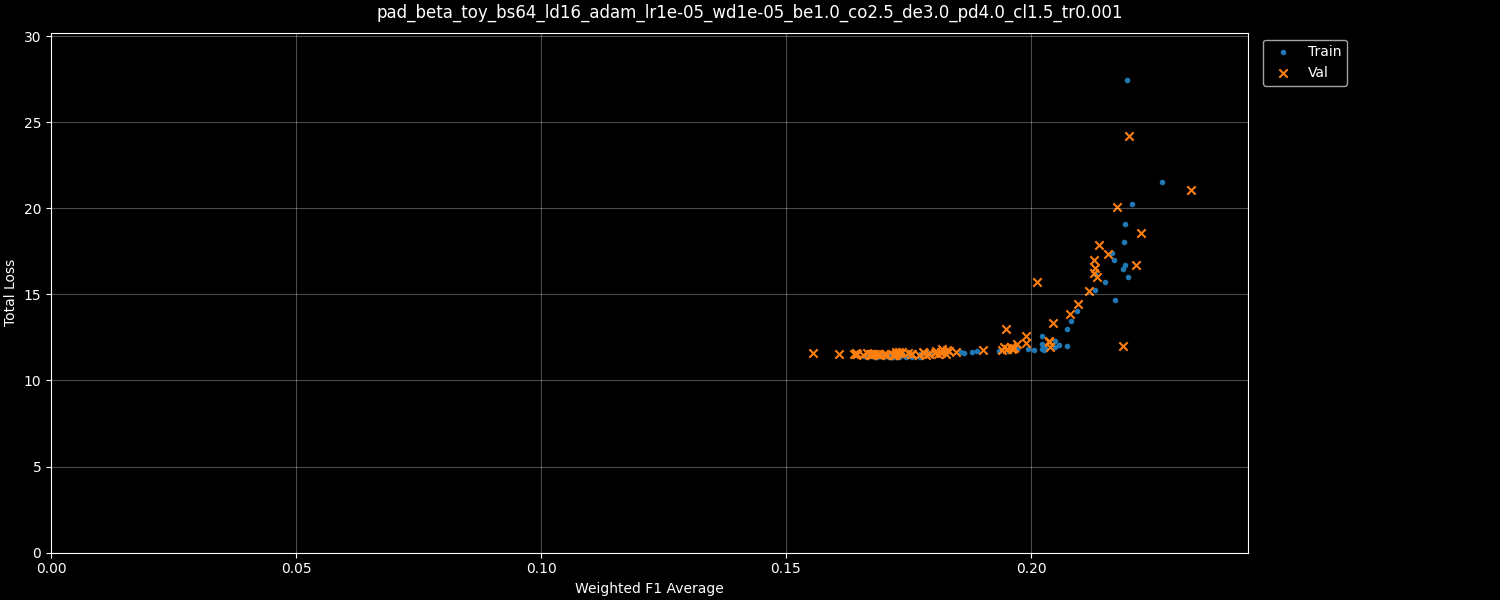 pad_beta_toy_bs64_ld16_adam_lr1e-05_wd1e-05_be1.0_co2.5_de3.0_pd4.0_cl1.5_tr0.001
Train
Val
30
25
20
15
10
5
0
Total Loss
0.00
0.05
0.10
0.15
0.20
Weighted F1 Average